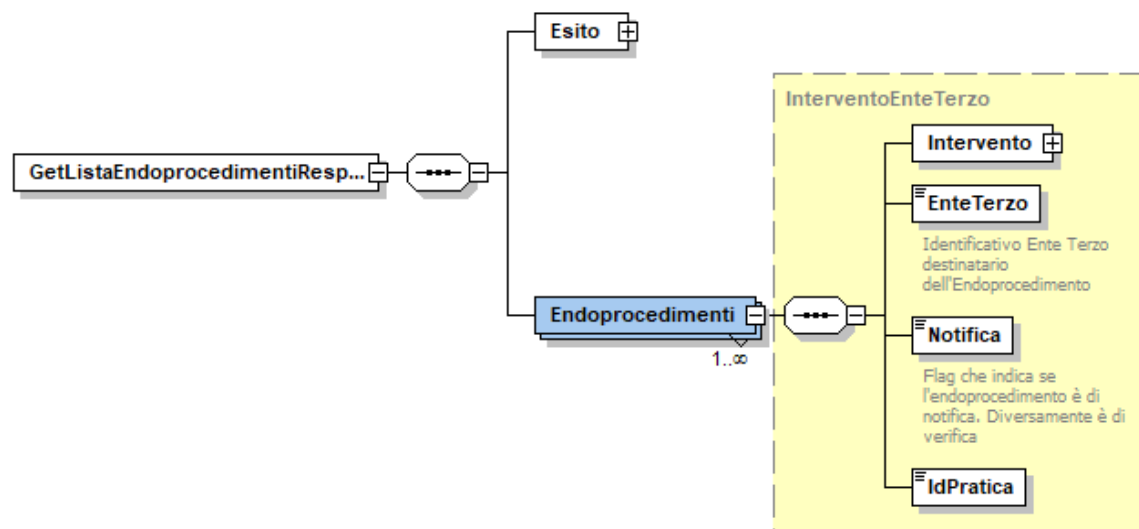 Esito
InterventoEnteTerzo
Intervento
GetListaEndoprocedimentiResp...
EnteTerzo
Identificativo Ente Terzo
destinatario
dell'Endoprocedimento
Endoprocedimenti
1..∞
Notifica
Flag che indica se
l'endoprocedimento è di
notifica. Diversamente è di
verifica
IdPratica